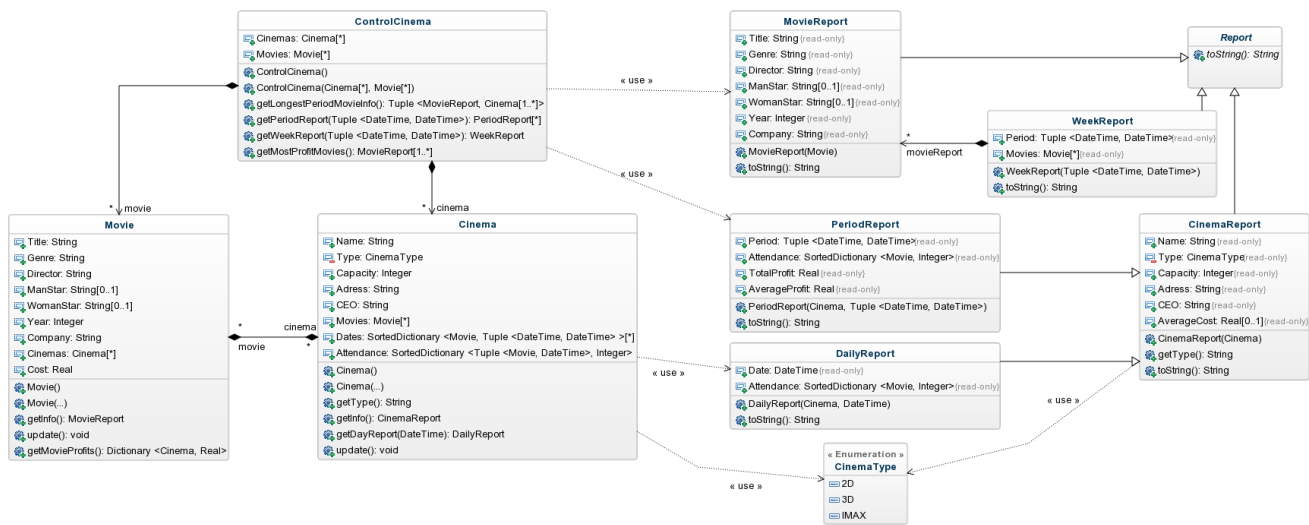 ControlCinema
Cinemas: Cinema[*]
Movies: Movie[*]
ControlCinema()
ControlCinema(Cinema[*], Movie[*])
getLongestPeriodMovieInfo(): Tuple <MovieReport, Cinema[1..*]>
getPeriodReport(Tuple <DateTime, DateTime>): PeriodReport[*]
getWeekReport(Tuple <DateTime, DateTime>): WeekReport
getMostProfitMovies(): MovieReport[1..*]
« use »
« use »
MovieReport
Title: String {read-only}
Genre: String {read-only}
Director: String {read-only}
ManStar: String[0..1]{read-only}
WomanStar: String[0..1]{read-only}
Year: Integer {read-only}
Company: String{read-only}
MovieReport(Movie)
toString(): String
Report
toString(): String
WeekReport
Period: Tuple <DateTime, DateTime>{read-only}
Movies: Movie[*]{read-only}
WeekReport(Tuple <DateTime, DateTime>)
toString(): String
*
movieReport
* movie
* cinema
Movie
Title: String
Genre: String
Director: String
ManStar: String[0..1]
WomanStar: String[0..1]
Year: Integer
Company: String
Cinemas: Cinema[*]
Cost: Real
Movie()
Movie(...)
getInfo(): MovieReport
update(): void
getMovieProfits(): Dictionary <Cinema, Real>
* cinema
movie *
Cinema
Name: String
Type: CinemaType
Capacity: Integer
Adress: String
CEO: String
Movies: Movie[*]
Dates: SortedDictionary <Movie, Tuple <DateTime, DateTime> >[*]
Attendance: SortedDictionary <Tuple <Movie, DateTime>, Integer>
Cinema()
Cinema(...)
getType(): String
getInfo(): CinemaReport
getDayReport(DateTime): DailyReport
update(): void
« use »
« use »
PeriodReport
Period: Tuple <DateTime, DateTime>{read-only}
Attendance: SortedDictionary <Movie, Integer>{read-only}
TotalProfit: Real{read-only}
AverageProfit: Real {read-only}
PeriodReport(Cinema, Tuple <DateTime, DateTime>)
toString(): String
DailyReport
Date: DateTime{read-only}
Attendance: SortedDictionary <Movie, Integer>{read-only}
DailyReport(Cinema, DateTime)
toString(): String
CinemaReport
Name: String{read-only}
Type: CinemaType{read-only}
Capacity: Integer{read-only}
Adress: String{read-only}
CEO: String{read-only}
AverageCost: Real[0..1]{read-only}
CinemaReport(Cinema)
getType(): String
toString(): String
« use »
« Enumeration »
CinemaType
2D
3D
IMAX